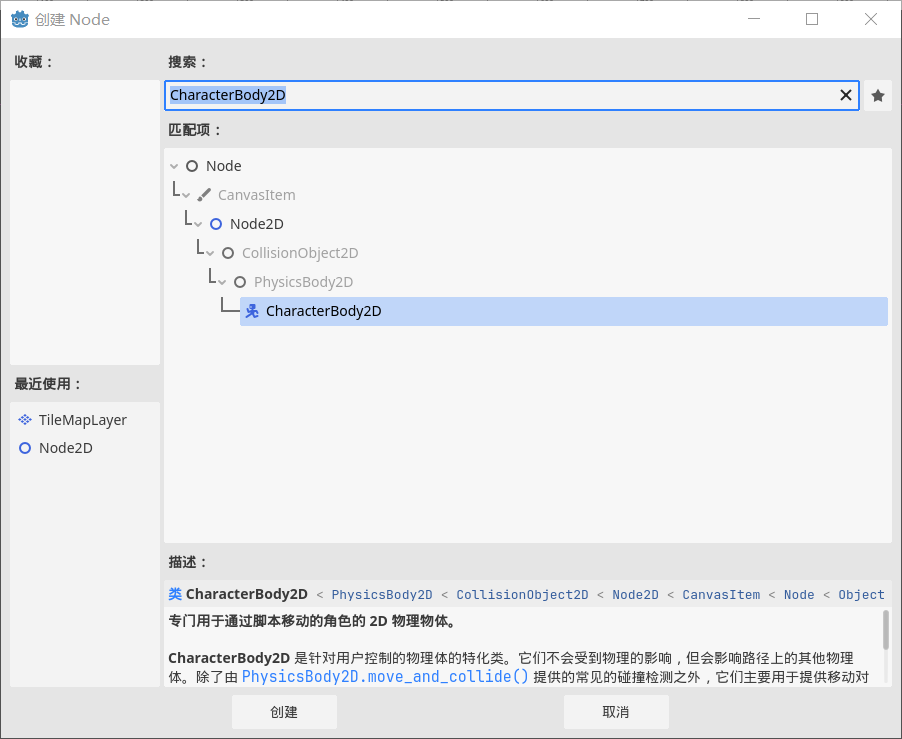 创建 Node
收藏：
搜索：
CharacterBody2D
匹配项：
Node
CanvasItem
Node2D
CollisionObject2D
PhysicsBody2D
CharacterBody2D
最近使用：
TileMapLayer
Node2D
描述：
类 CharacterBody2D < PhysicsBody2D < CollisionObject2D < Node2D < CanvasItem < Node < Object
专门用于通过脚本移动的角色的 2D 物理物体。
CharacterBody2D 是针对用户控制的物理体的特化类。它们不会受到物理的影响，但会影响路径上的其他物理
体。除了由 PhysicsBody2D.move_and_collide() 提供的常见的碰撞检测之外，它们主要用于提供移动对
创建
取消